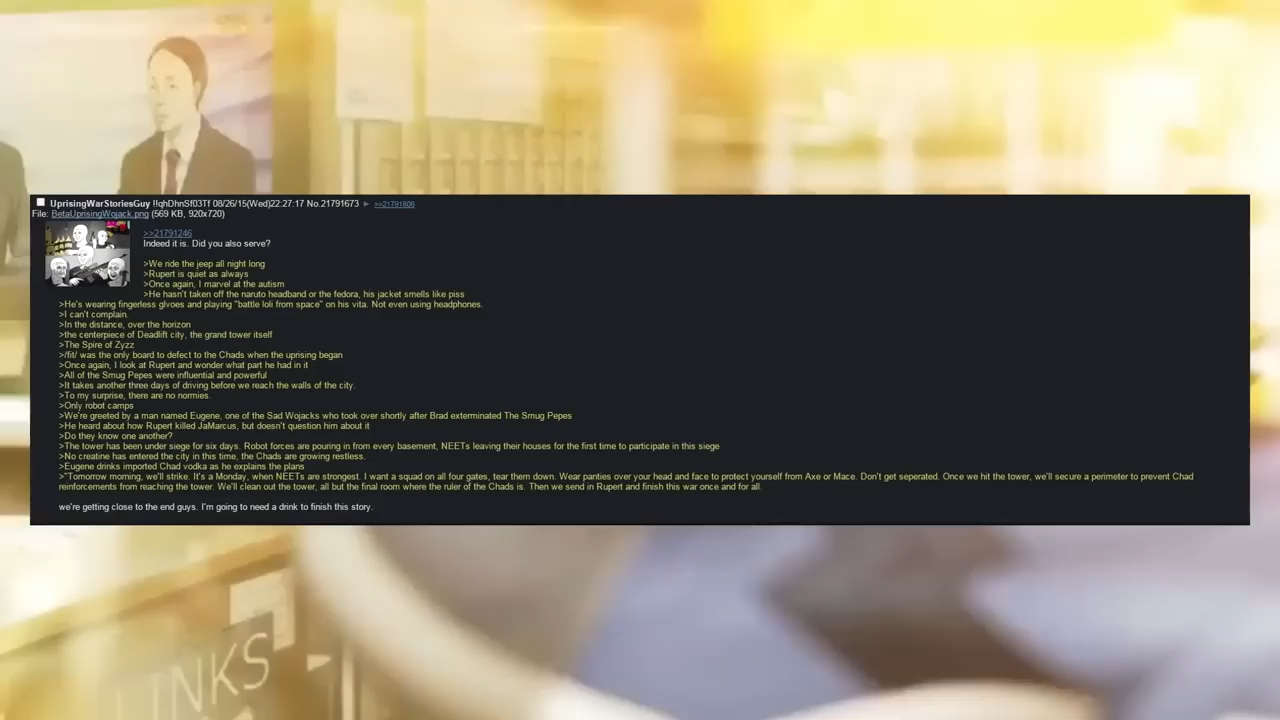 UprisingWarStoriesGuy !!qhDhnSf03Tf 08/26/15(Wed)22:27:17 No.21791673 ► >>21791806
File: BetaUprisingWojack.png (569 KB, 920x720)
>>21791246
Indeed it is. Did you also serve?
>We ride the jeep all night long
>Rupert is quiet as always
>Once again, I marvel at the autism
>He hasn't taken off the naruto headband or the fedora, his jacket smells like piss
>He's wearing fingerless glvoes and playing "battle loli from space" on his vita. Not even using headphones.
>I can't complain.
>In the distance, over the horizon
>the centerpiece of Deadlift city, the grand tower itself
>The Spire of Zyzz
>/fit/ was the only board to defect to the Chads when the uprising began
>Once again, I look at Rupert and wonder what part he had in it
>All of the Smug Pepes were influential and powerful
>It takes another three days of driving before we reach the walls of the city.
>To my surprise, there are no normies.
>Only robot camps
>We're greeted by a man named Eugene, one of the Sad Wojacks who took over shortly after Brad exterminated The Smug Pepes
>He heard about how Rupert killed JaMarcus, but doesn't question him about it
>Do they know one another?
>The tower has been under siege for six days. Robot forces are pouring in from every basement, NEETs leaving their houses for the first time to participate in this siege
>No creatine has entered the city in this time, the Chads are growing restless.
>Eugene drinks imported Chad vodka as he explains the plans
>"Tomorrow morning, we'll strike. It's a Monday, when NEETs are strongest. I want a squad on all four gates, tear them down. Wear panties over your head and face to protect yourself from Axe or Mace. Don't get seperated. Once we hit the tower, we'll secure a perimeter to prevent Chad
reinforcements from reaching the tower. We'll clean out the tower, all but the final room where the ruler of the Chads is. Then we send in Rupert and finish this war once and for all.
we're getting close to the end guys. I'm going to need a drink to finish this story.
LINKS